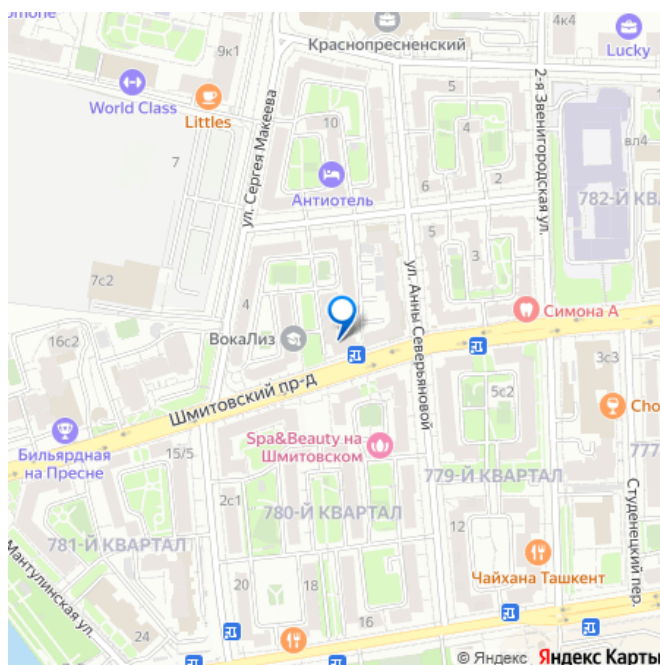 9к1
Краснопресненский
4к4
Lucky
World Class
Littles
ул. Сергея Макеева
10
5
4
2-я Звенигородская ул.
вл4
7
Антиотель
6
2
782-Й КВА
7с2
5
3
ул. Анны Северьяновой
4
16с2
ВокаЛиз
Симона А
Шмитовский пр-д
3с3
5с2
Cho
Бильярдная
на Пресне
15/5
Spa&Beauty на
Шмитовском
777
779-Й КВАРТАЛ
2с1
780-Й КВАРТАЛ
781-Й КВАРТАЛ
12
Студенецкий пер.
Мантулинская ул.
20
18
Чайхана Ташкент
24
16
© Яндекс Яндекс Карты